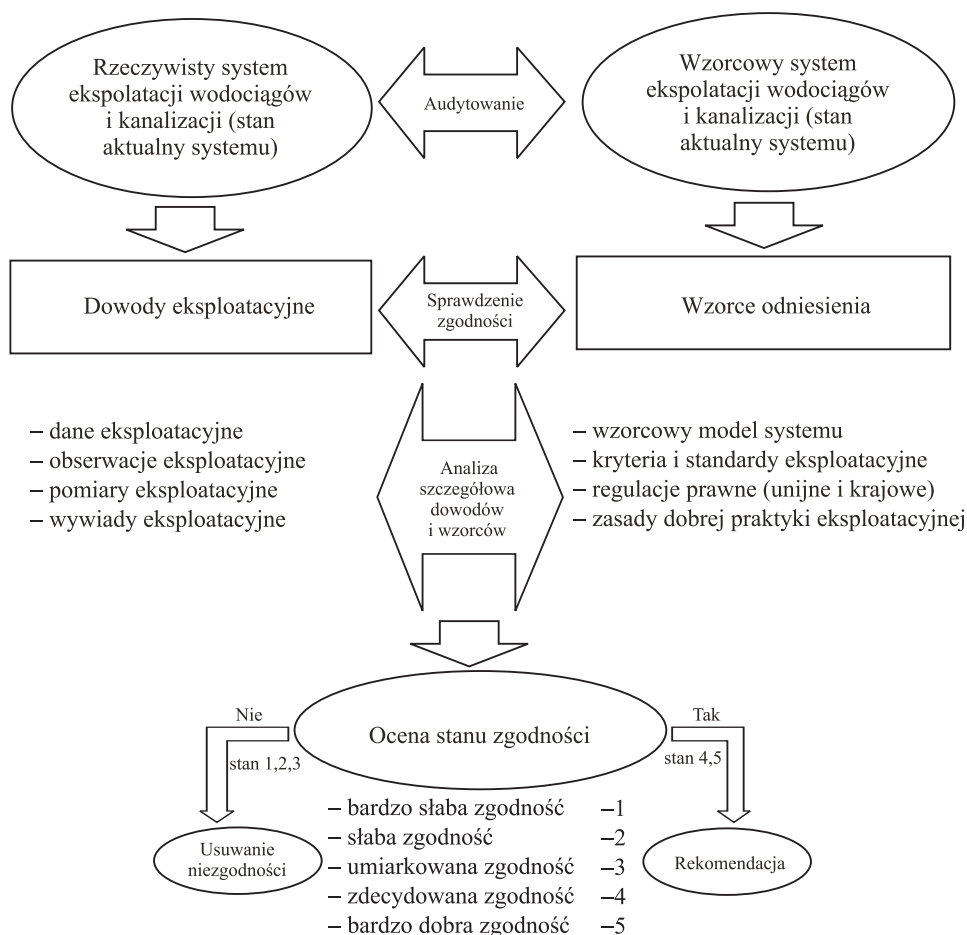 Rzeczywisty system
ekspolatacji wodociągów
i kanalizacji (stan
aktualny systemu)
Audytowanie
Wzorcowy system
ekspolatacji wodociągów
i kanalizacji (stan
aktualny systemu)
Dowody eksploatacyjne
Sprawdzenie
zgodności
Wzorce odniesienia
– dane eksploatacyjne
– obserwacje eksploatacyjne
– pomiary eksploatacyjne
– wywiady eksploatacyjne
Analiza
szczegółowa
dowodów
i wzorców
– wzorcowy model systemu
– kryteria i standardy eksploatacyjne
– regulacje prawne (unijne i krajowe)
– zasady dobrej praktyki eksploatacyjnej
Nie
stan 1,2,3
Ocena stanu zgodności
Tak
stan 4,5
Usuwanie
niezgodności
– bardzo słaba zgodność –1
– słaba zgodność –2
– umiarkowana zgodność –3
– zdecydowana zgodność –4
– bardzo dobra zgodność –5
Rekomendacja